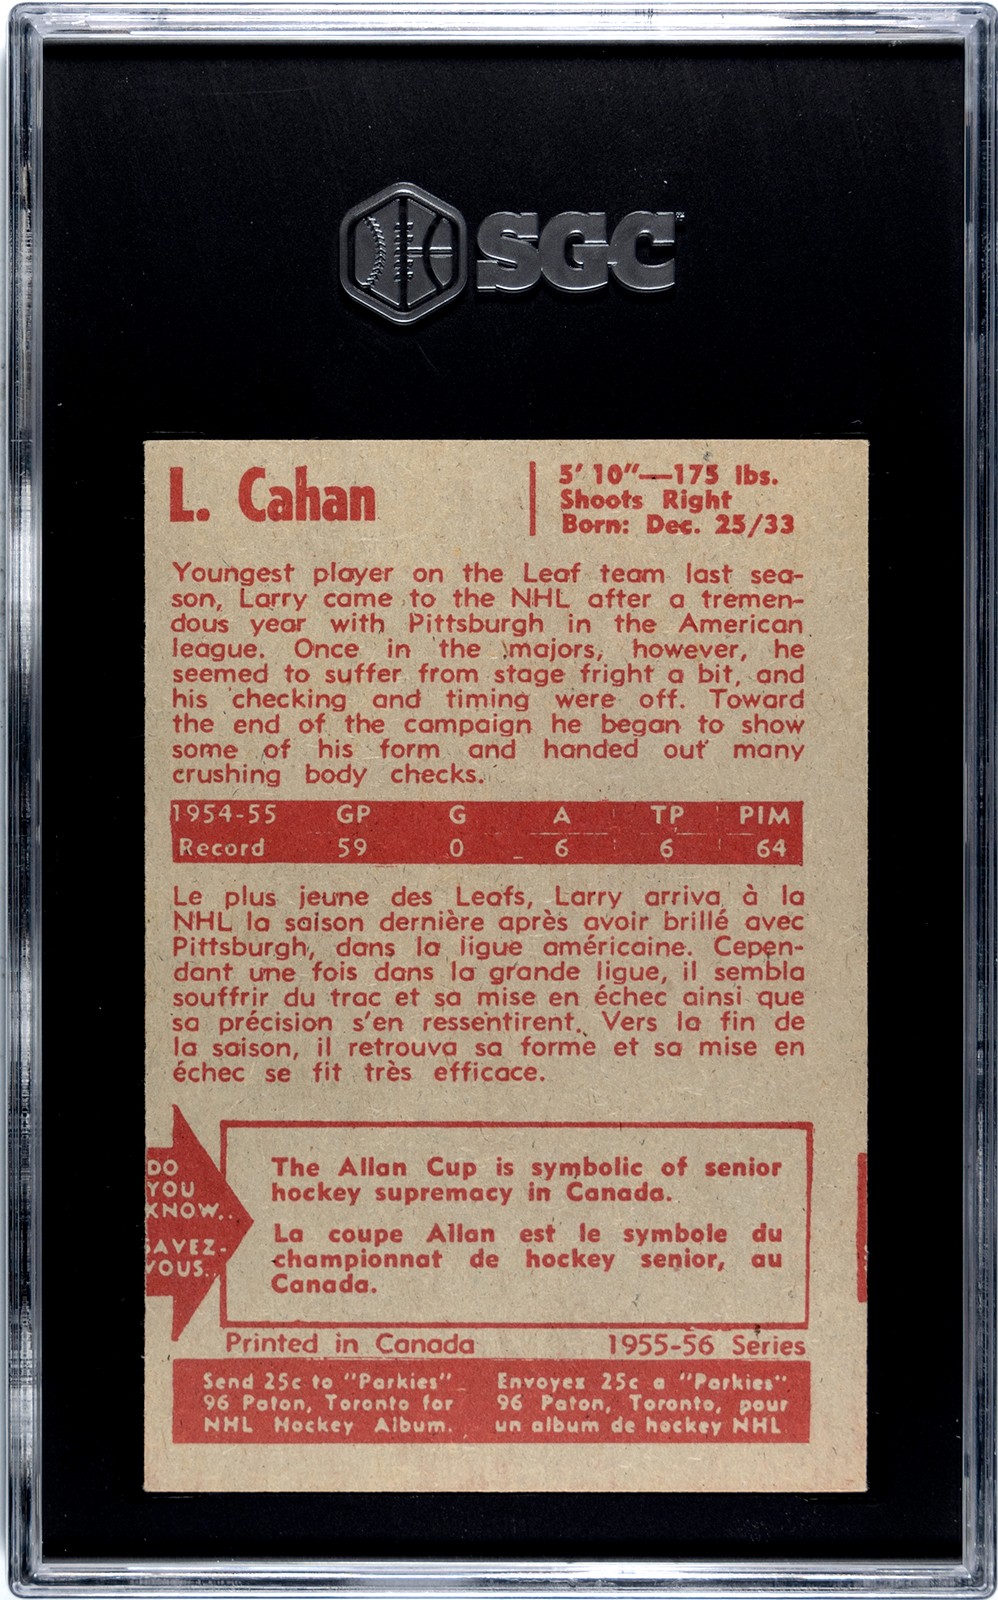 SGC
L. Cahan
5' 10"—175 lbs.
Shoots Right
Born: Dec. 25/33
Youngest player on the Leaf team last sea-
son, Larry came to the NHL after a tremen-
dous year with Pittsburgh in the American
league. Once in the majors, however, he
seemed to suffer from stage fright a bit, and
his checking and timing were off. Toward
the end of the campaign he began to show
some of his form and handed out many
crushing body checks.
1954-55 GP G A TP PIM
Record 59 0 6 6 64
Le plus jeune des Leafs, Larry arriva à la
NHL la saison dernière après avoir brillé avec
Pittsburgh, dans la ligue américaine. Cepen-
dant une fois dans la grande ligue, il sembla
souffrir du trac et sa mise en échec ainsi que
sa précision s'en ressentirent. Vers la fin de
la saison, il retrouva sa forme et sa mise en
échec se fit très efficace.
DO
YOU
KNOW..
SAVEZ-
VOUS..
The Allan Cup is symbolic of senior
hockey supremacy in Canada.
La coupe Allan est le symbole du
championnat de hockey senior, au
Canada.
Printed in Canada 1955-56 Series
Send 25c to "Parkies"
96 Paton, Toronto for
NHL Hockey Album.
Envoyez 25c a "Parkies"
96 Paton, Toronto, pour
un album de hockey NHL